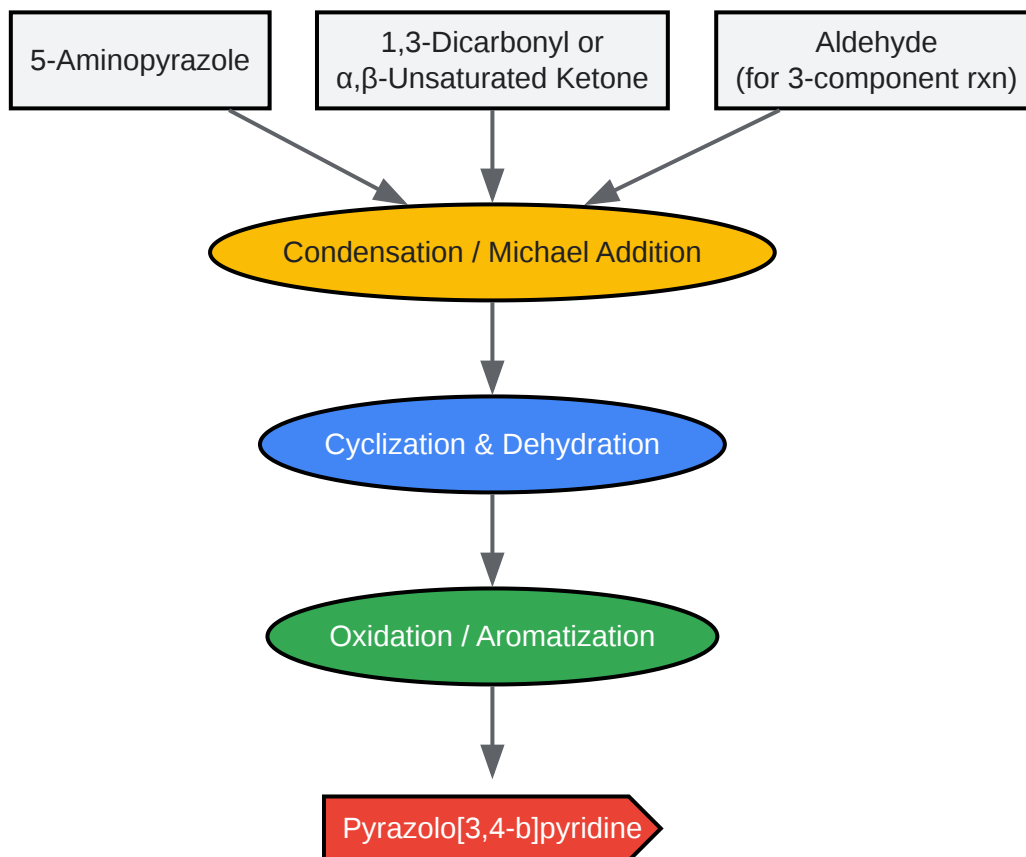 5-Aminopyrazole
1,3-Dicarbonyl or
α,β-Unsaturated Ketone
Aldehyde
(for 3-component rxn)
Condensation / Michael Addition
Cyclization & Dehydration
Oxidation / Aromatization
Pyrazolo[3,4-b]pyridine